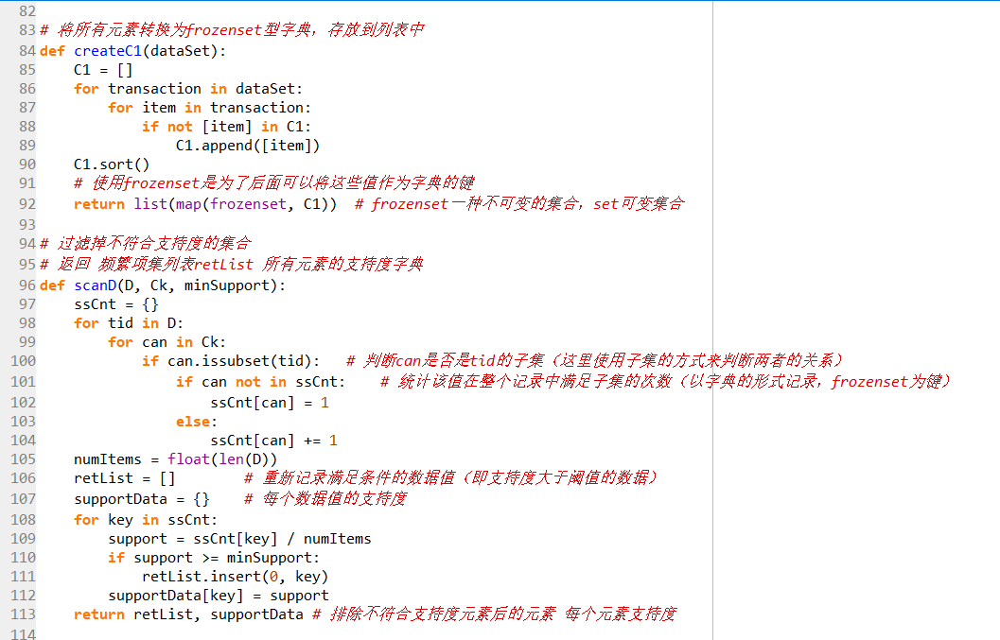 82
83 # 将所有元素转换为frozenset型字典，存放到列表中
84 def createC1(dataSet):
85     C1 = []
86     for transaction in dataSet:
87         for item in transaction:
88             if not [item] in C1:
89                 C1.append([item])
90     C1.sort()
91     # 使用frozenset是为了后面可以将这些值作为字典的键
92     return list(map(frozenset, C1))  # frozenset一种不可变的集合，set可变集合
93
94 # 过滤掉不符合支持度的集合
95 # 返回 频繁项集列表retList 所有元素的支持度字典
96 def scanD(D, Ck, minSupport):
97     ssCnt = {}
98     for tid in D:
99         for can in Ck:
100             if can.issubset(tid):   # 判断can是否是tid的子集（这里使用子集的方式来判断两者的关系）
101                 if can not in ssCnt:    # 统计该值在整个记录中满足子集的次数（以字典的形式记录，frozenset为键）
102                     ssCnt[can] = 1
103                 else:
104                     ssCnt[can] += 1
105     numItems = float(len(D))
106     retList = []        # 重新记录满足条件的数据值（即支持度大于阈值的数据）
107     supportData = {}    # 每个数据值的支持度
108     for key in ssCnt:
109         support = ssCnt[key] / numItems
110         if support >= minSupport:
111             retList.insert(0, key)
112         supportData[key] = support
113     return retList, supportData # 排除不符合支持度元素后的元素 每个元素支持度
114